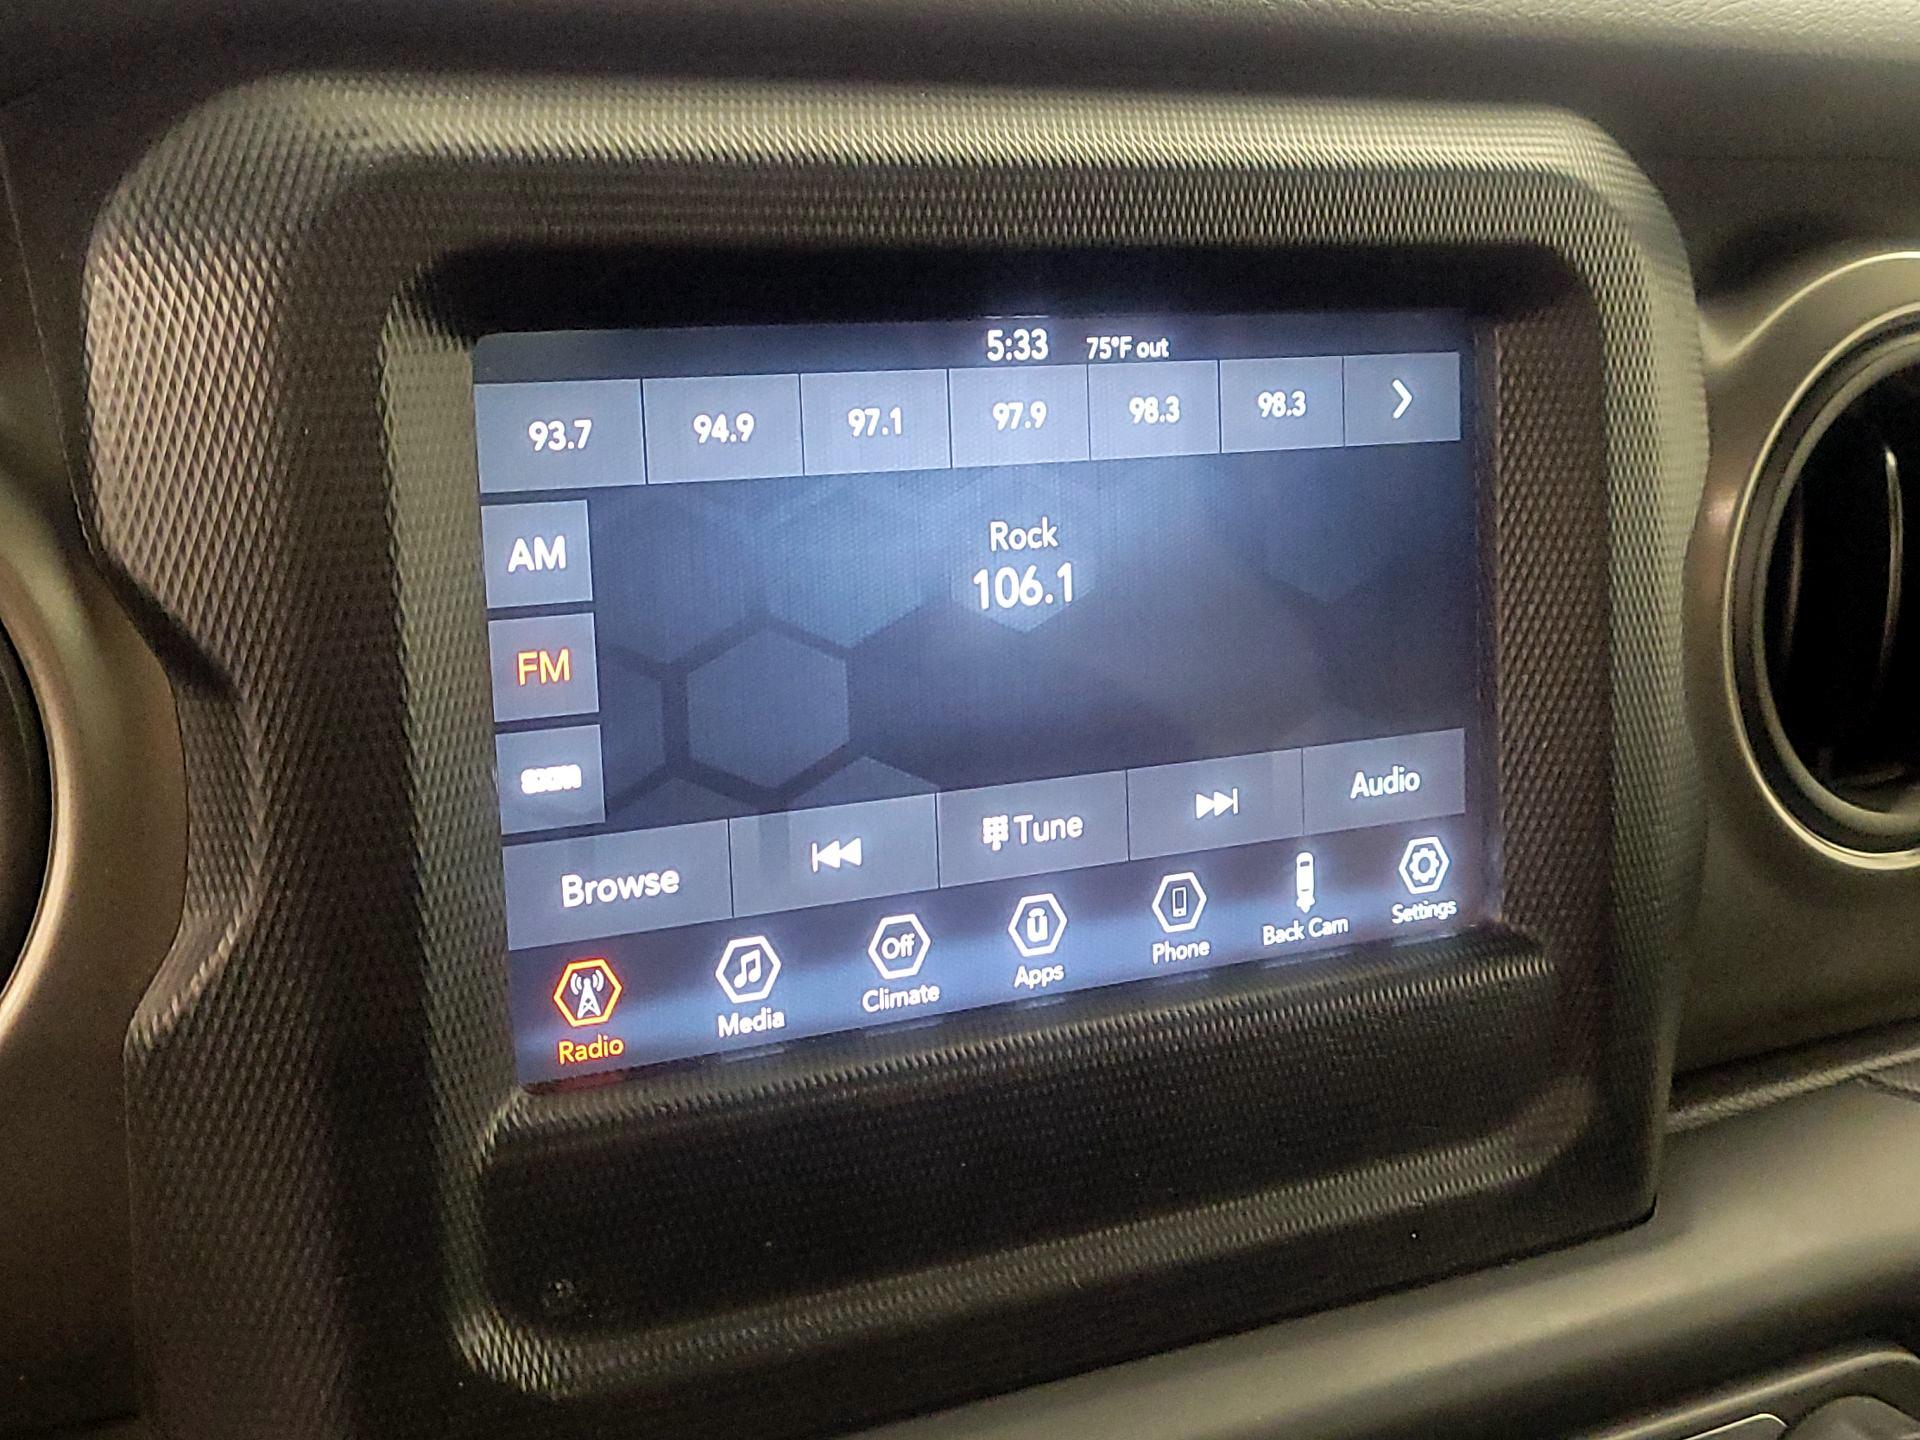 5:33 75°F out
93.7 94.9 97.1 97.9 98.3 98.3
AM
Rock
106.1
FM
SXM
Browse Tune Audio
Radio Media Off Climate Apps Phone Back Cam Settings